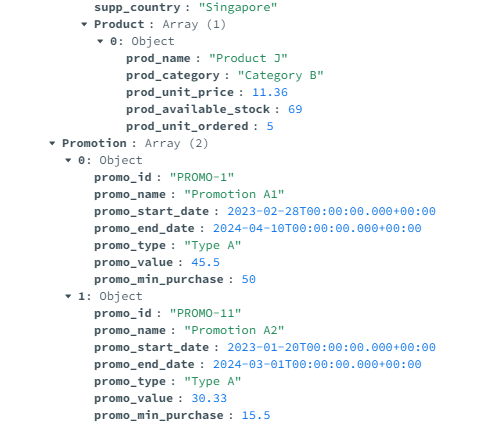 supp_country : "Singapore"
Product : Array (1)
0: Object
prod_name : "Product J"
prod_category : "Category B"
prod_unit_price : 11.36
prod_available_stock : 69
prod_unit_ordered : 5
Promotion : Array (2)
0: Object
promo_id : "PROMO-1"
promo_name : "Promotion A1"
promo_start_date : 2023-02-28T00:00:00.000+00:00
promo_end_date : 2024-04-10T00:00:00.000+00:00
promo_type : "Type A"
promo_value : 45.5
promo_min_purchase : 50
1: Object
promo_id : "PROMO-11"
promo_name : "Promotion A2"
promo_start_date : 2023-01-20T00:00:00.000+00:00
promo_end_date : 2024-03-01T00:00:00.000+00:00
promo_type : "Type A"
promo_value : 30.33
promo_min_purchase : 15.5